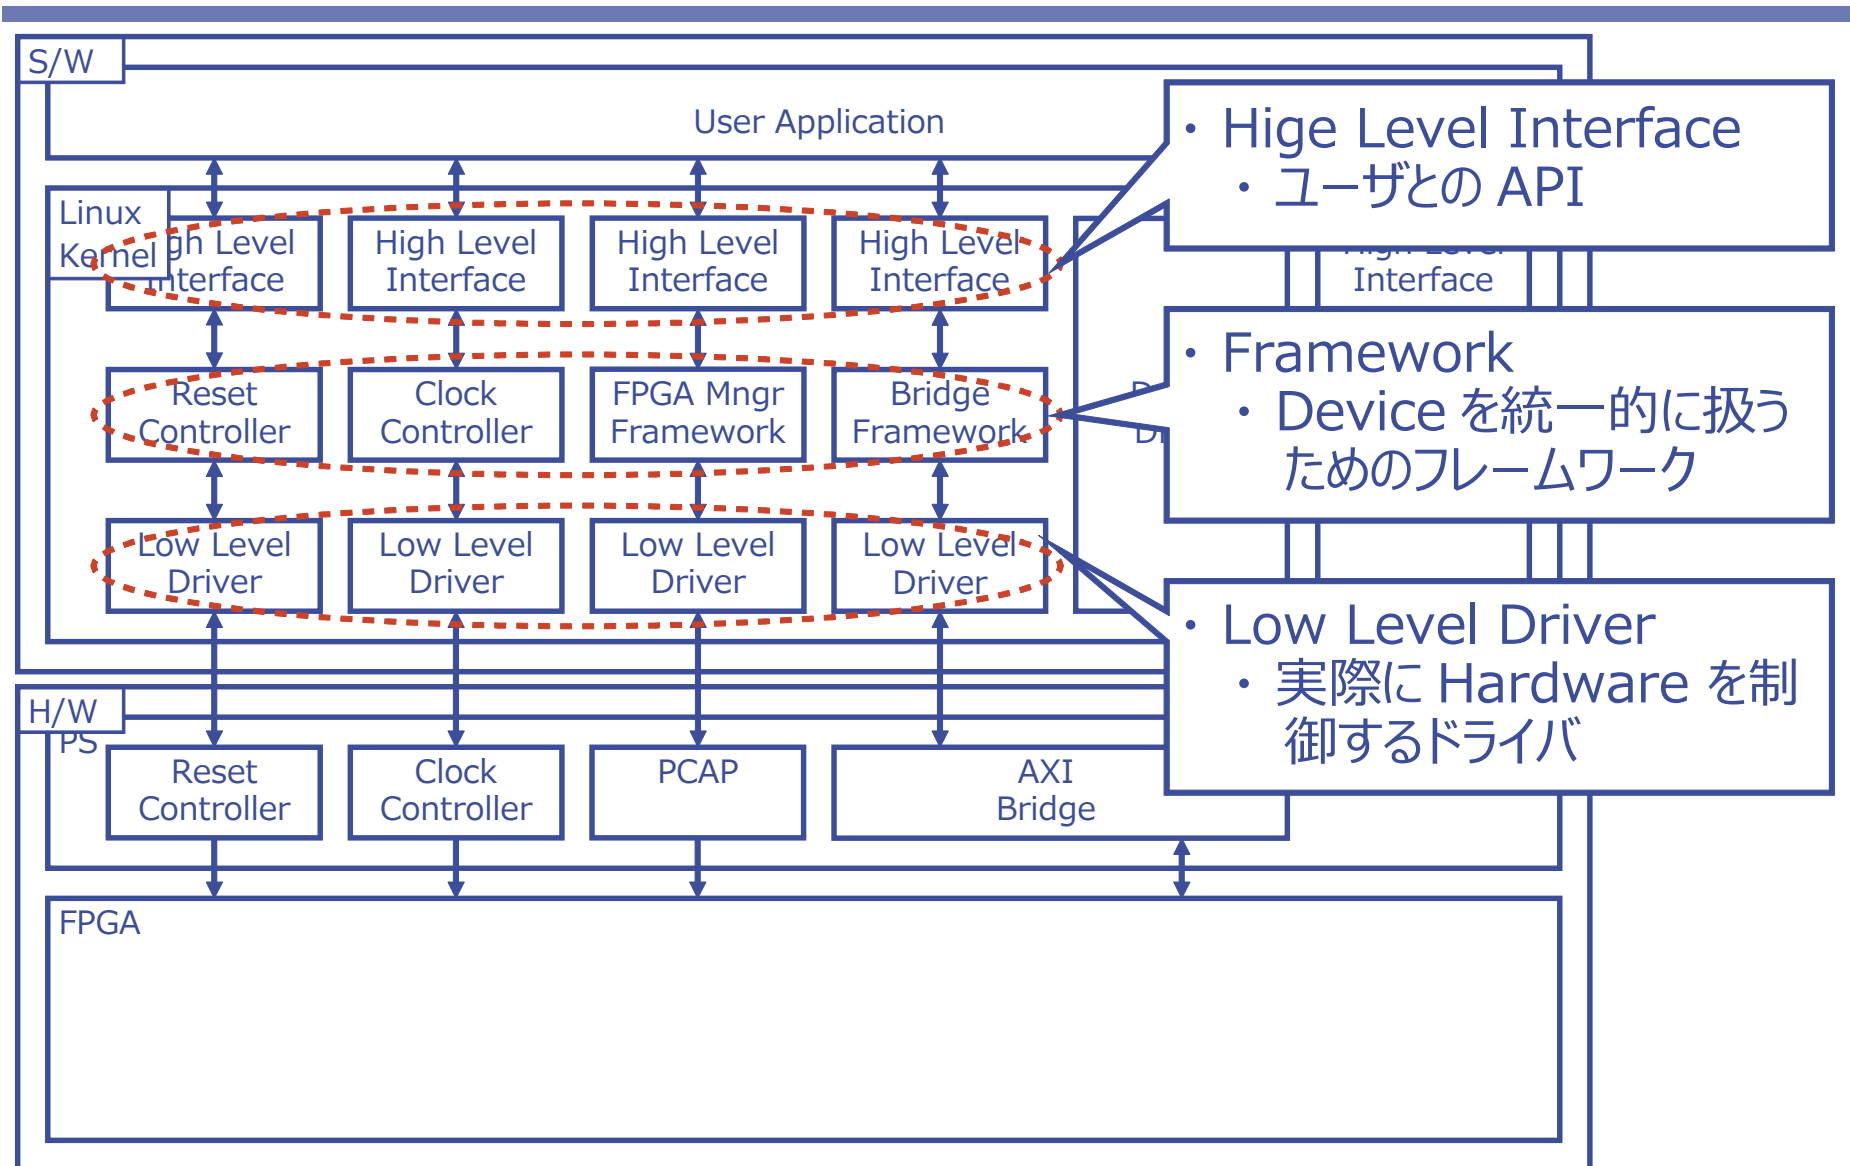 S/W
User Application
Linux
Kernel
gh Level
Interface
High Level
Interface
High Level
Interface
High Level
Interface
High Level
Interface
Reset
Controller
Clock
Controller
FPGA Mngr
Framework
Bridge
Framework
Low Level
Driver
Low Level
Driver
Low Level
Driver
Low Level
Driver
・ Hige Level Interface
・ ユーザとの API
・ Framework
・ Device を統一的に扱う
ためのフレームワーク
・ Low Level Driver
・ 実際に Hardware を制
御するドライバ
H/W
PS
Reset
Controller
Clock
Controller
PCAP
AXI
Bridge
FPGA